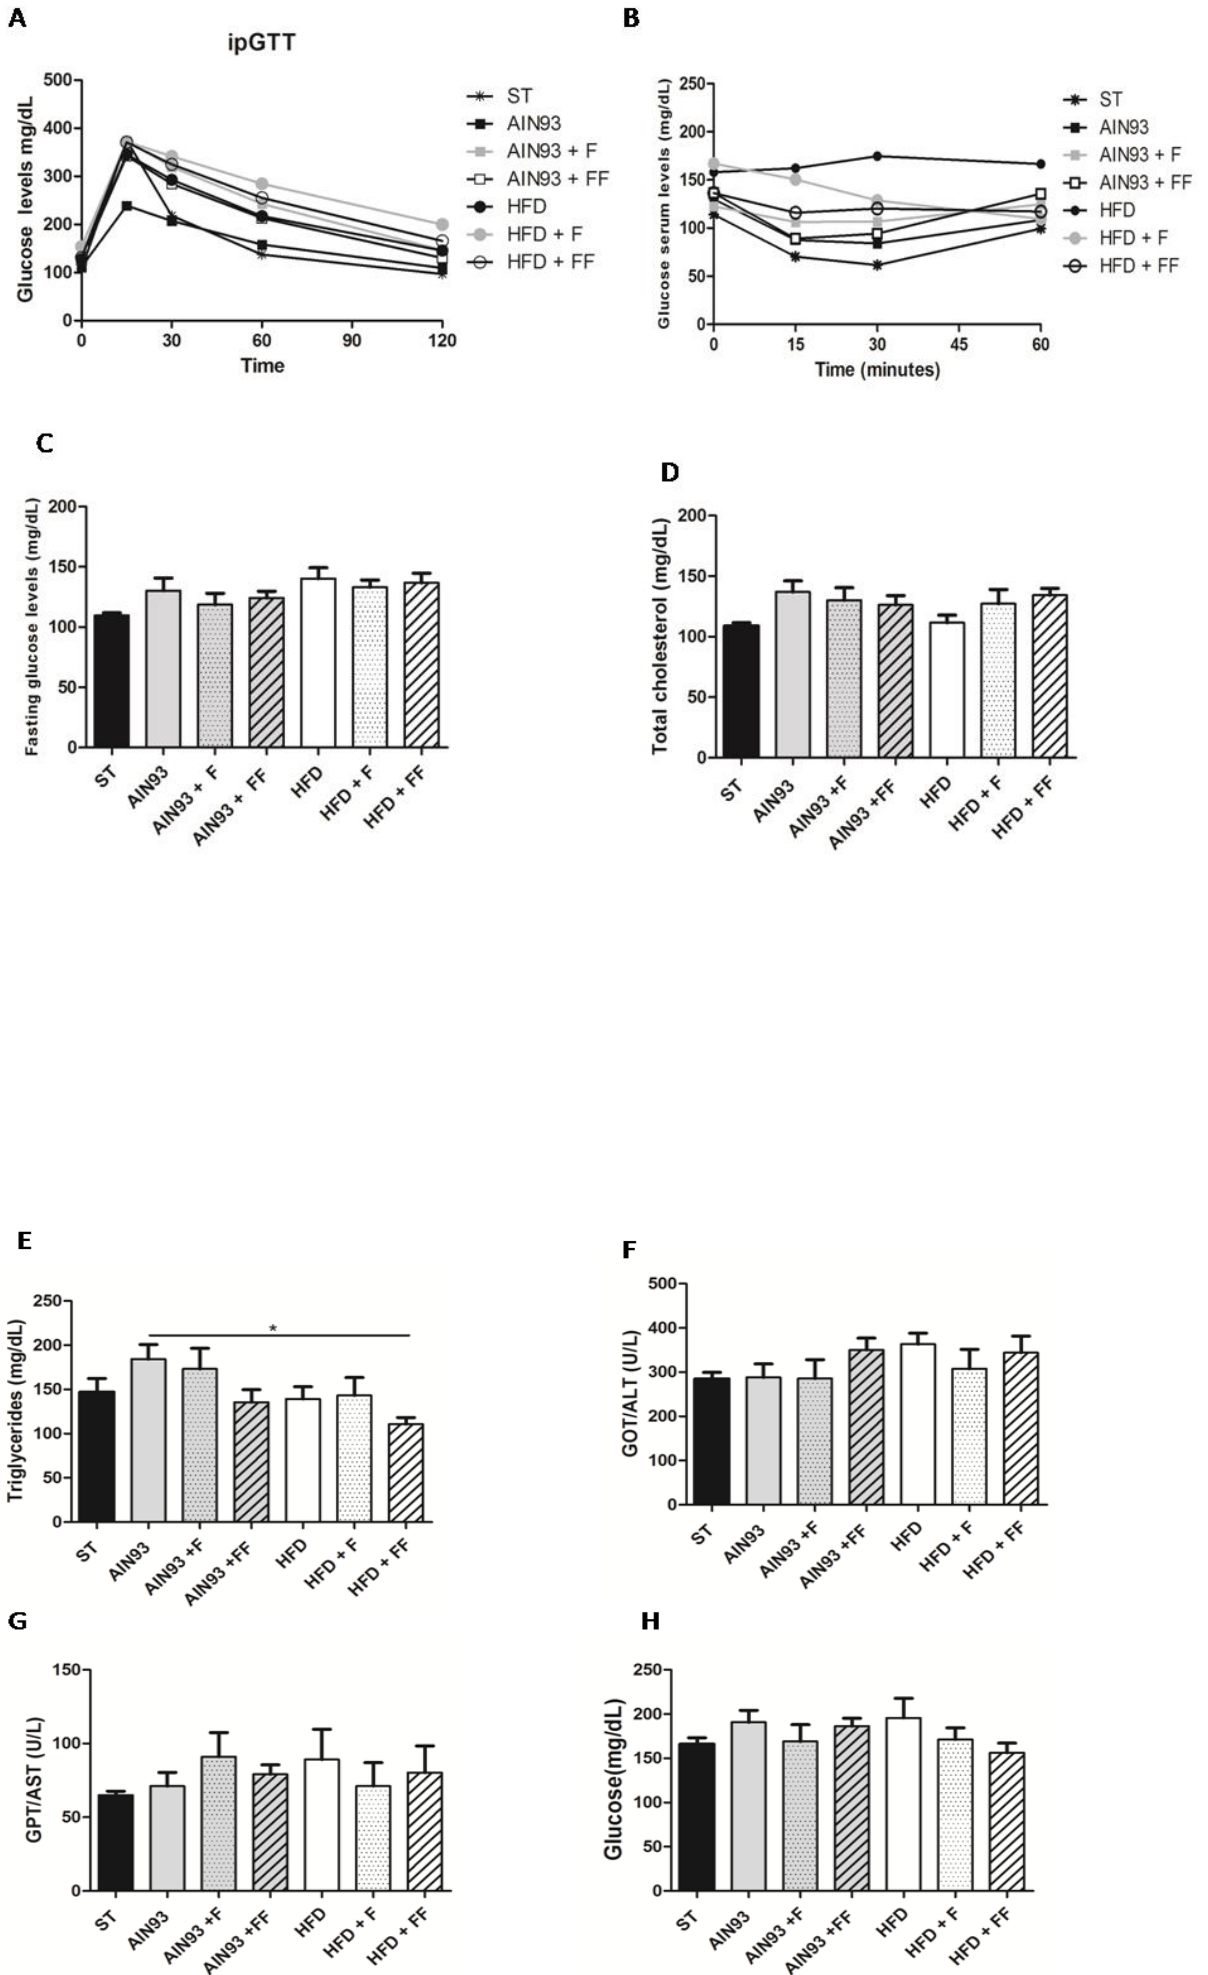 A
ipGTT
Glucose levels mg/dL
500
400
300
200
100
0
0 30 60 90 120
Time
ST
AIN93
AIN93 + F
AIN93 + FF
HFD
HFD + F
HFD + FF
B
Glucose serum levels (mg/dL)
250
200
150
100
50
0
0 15 30 45 60
Time (minutes)
ST
AIN93
AIN93 + F
AIN93 + FF
HFD
HFD + F
HFD + FF
C
Fasting glucose levels (mg/dL)
200
150
100
50
0
ST
AIN93
AIN93 + F
AIN93 + FF
HFD
HFD + F
HFD + FF
D
Total cholesterol (mg/dL)
200
150
100
50
0
ST
AIN93
AIN93 +F
AIN93 +FF
HFD
HFD + F
HFD + FF
E
Triglycerides (mg/dL)
250
200
150
100
50
0
*
ST
AIN93
AIN93 +F
AIN93 +FF
HFD
HFD + F
HFD + FF
F
GOT/ALT (U/L)
500
400
300
200
100
0
ST
AIN93
AIN93 +F
AIN93 +FF
HFD
HFD + F
HFD + FF
G
GPT/AST (U/L)
150
100
50
0
ST
AIN93
AIN93 +F
AIN93 +FF
HFD
HFD + F
HFD + FF
H
Glucose(mg/dL)
250
200
150
100
50
0
ST
AIN93
AIN93 +F
AIN93 +FF
HFD
HFD + F
HFD + FF